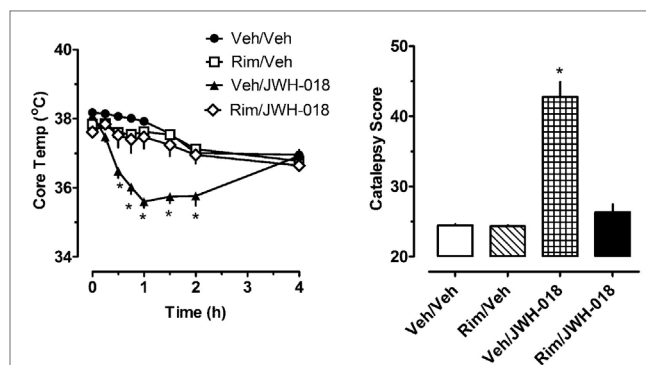 Core Temp (°C)
40
38
36
34
0
1
2
3
4
Time (h)
Veh/Veh
Rim/Veh
Veh/JWH-018
Rim/JWH-018
*
*
*
*
*
Catalepsy Score
50
40
30
20
*
Veh/Veh
Rim/Veh
Veh/JWH-018
Rim/JWH-018